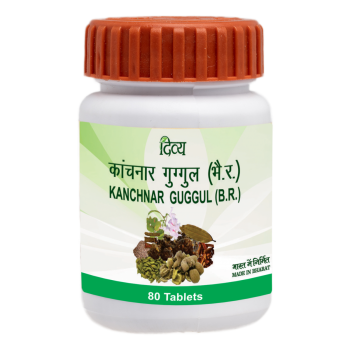 दिव्य
कांचनार गुग्गुल (भै.र.)
KANCHNAR GUGGUL (B.R.)
भारत में निर्मित
MADE IN BHARAT
80 Tablets